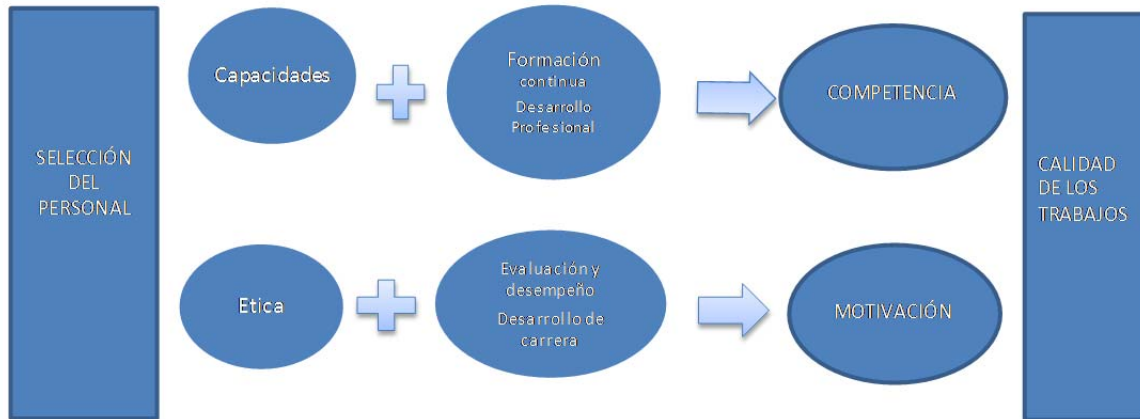 SELECCIÓN
DEL
PERSONAL
Capacidades
Formación
continua
Desarrollo
Profesional
COMPETENCIA
Etica
Evaluación y
desempeño
Desarrollo de
carrera
MOTIVACIÓN
CALIDAD
DE LOS
TRABAJOS